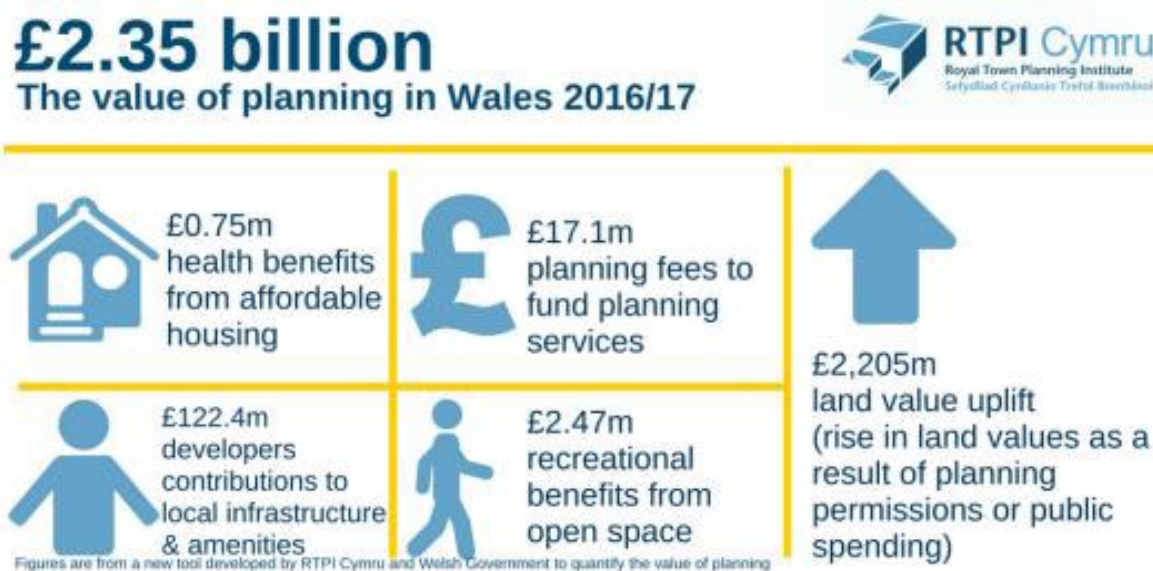 £2.35 billion
The value of planning in Wales 2016/17
RTPI Cymru
Royal Town Planning Institute
Sefydliad Cynllunio Trefol Brenhinol
£0.75m
health benefits
from affordable
housing
£17.1m
planning fees to
fund planning
services
£122.4m
developers
contributions to
local infrastructure
& amenities
£2.47m
recreational
benefits from
open space
£2,205m
land value uplift
(rise in land values as a
result of planning
permissions or public
spending)
Figures are from a new tool developed by RTPI Cymru and Welsh Government to quantify the value of planning